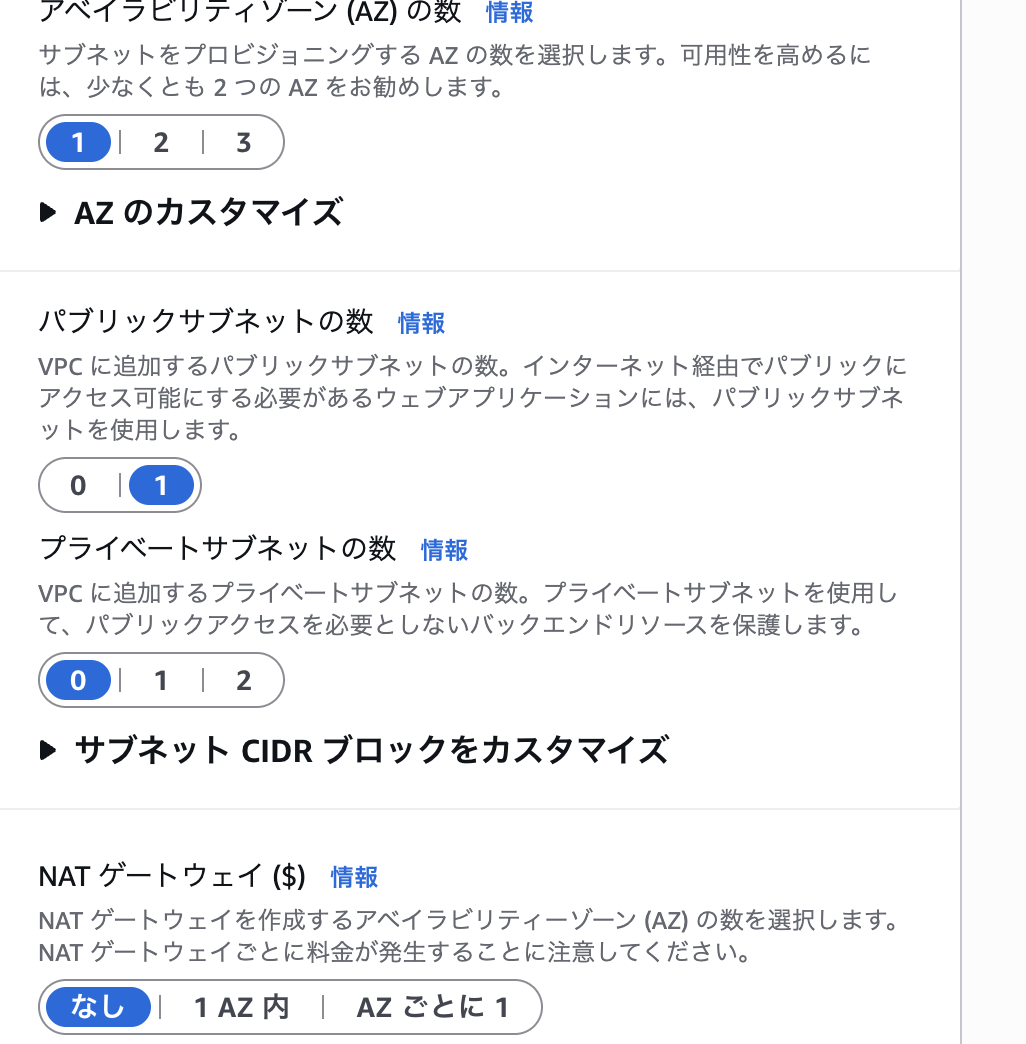 アベイラビリティゾーン (AZ) の数 情報
サブネットをプロビジョニングする AZ の数を選択します。可用性を高めるに
は、少なくとも 2 つの AZ をお勧めします。
1 | 2 | 3
▶ AZ のカスタマイズ
パブリックサブネットの数 情報
VPC に追加するパブリックサブネットの数。インターネット経由でパブリックに
アクセス可能にする必要があるウェブアプリケーションには、パブリックサブネ
ットを使用します。
0 | 1
プライベートサブネットの数 情報
VPC に追加するプライベートサブネットの数。プライベートサブネットを使用し
て、パブリックアクセスを必要としないバックエンドリソースを保護します。
0 | 1 | 2
▶ サブネット CIDR ブロックをカスタマイズ
NAT ゲートウェイ ($) 情報
NAT ゲートウェイを作成するアベイラビリティーゾーン (AZ) の数を選択します。
NAT ゲートウェイごとに料金が発生することに注意してください。
なし | 1 AZ 内 | AZ ごとに 1